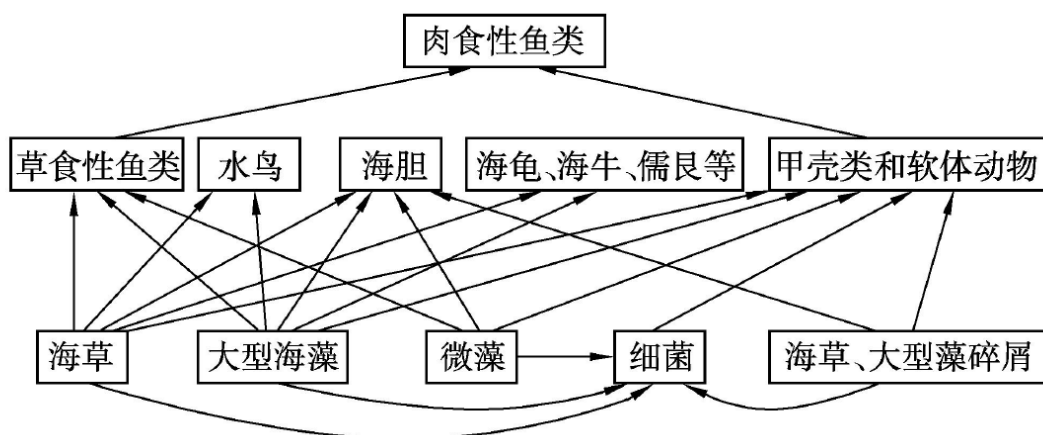 肉食性鱼类
草食性鱼类
水鸟
海胆
海龟、海牛、儒艮等
甲壳类和软体动物
海草
大型海藻
微藻
细菌
海草、大型藻碎屑